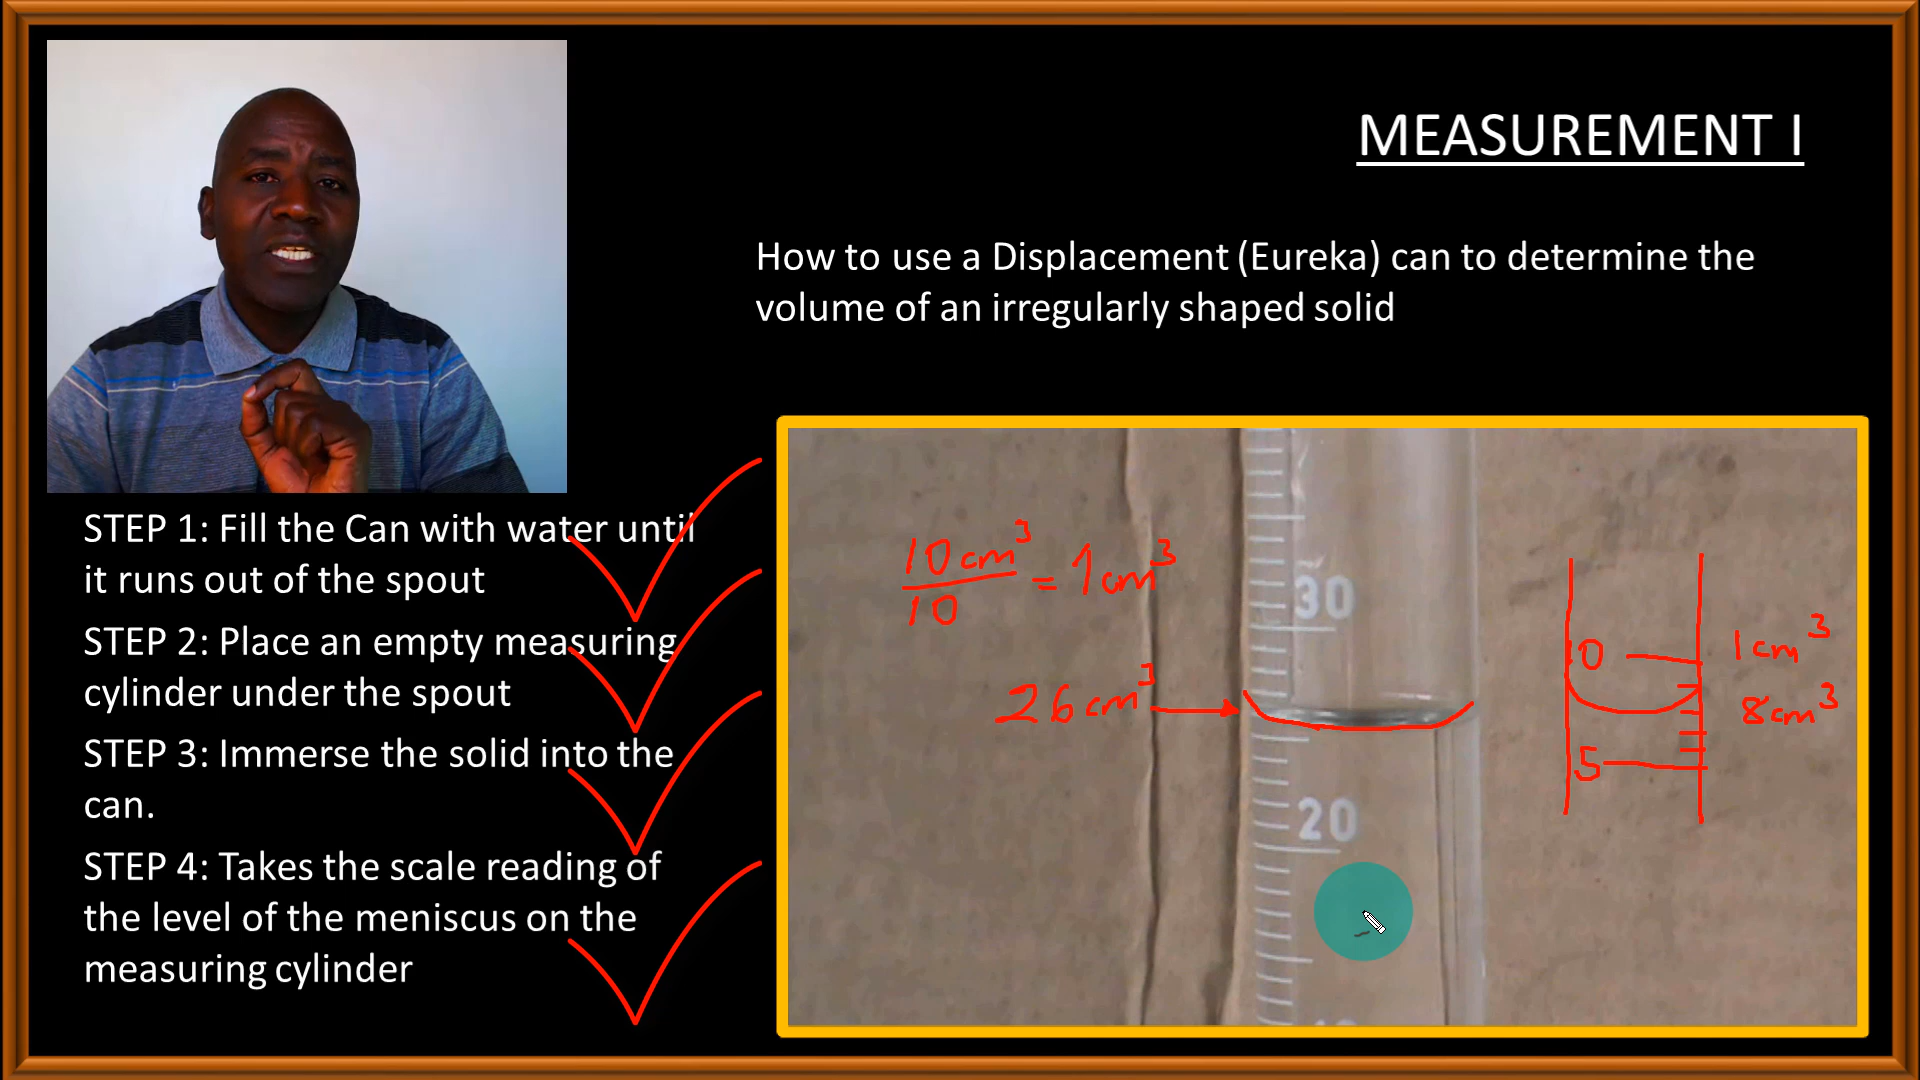 MEASUREMENT I
How to use a Displacement (Eureka) can to determine the
volume of an irregularly shaped solid
STEP 1: Fill the Can with water until
it runs out of the spout
STEP 2: Place an empty measuring
cylinder under the spout
STEP 3: Immerse the solid into the
can.
STEP 4: Takes the scale reading of
the level of the meniscus on the
measuring cylinder
10cm³/10 = 1cm³
26cm³
30
20
10 1cm³
8cm³
5